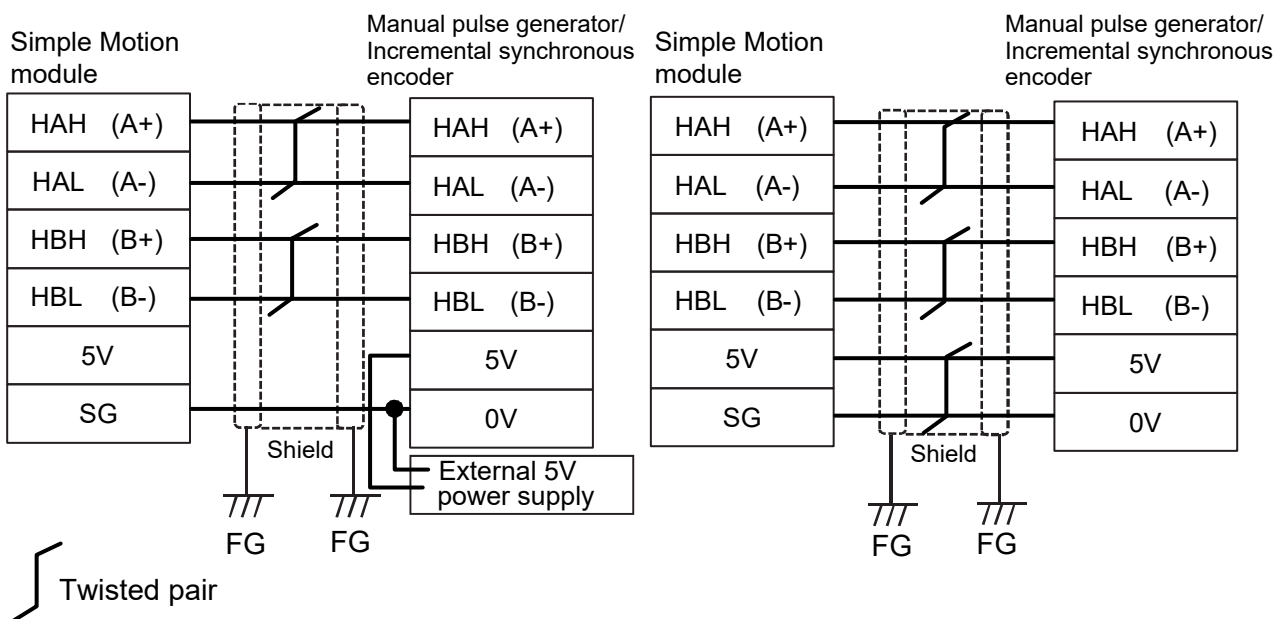 Simple Motion
module
Manual pulse generator/
Incremental synchronous
encoder
HAH (A+)
HAL (A-)
HBH (B+)
HBL (B-)
5V
SG
HAH (A+)
HAL (A-)
HBH (B+)
HBL (B-)
5V
0V
Shield
External 5V
power supply
FG
FG
Twisted pair
Simple Motion
module
Manual pulse generator/
Incremental synchronous
encoder
HAH (A+)
HAL (A-)
HBH (B+)
HBL (B-)
5V
SG
HAH (A+)
HAL (A-)
HBH (B+)
HBL (B-)
5V
0V
Shield
FG
FG